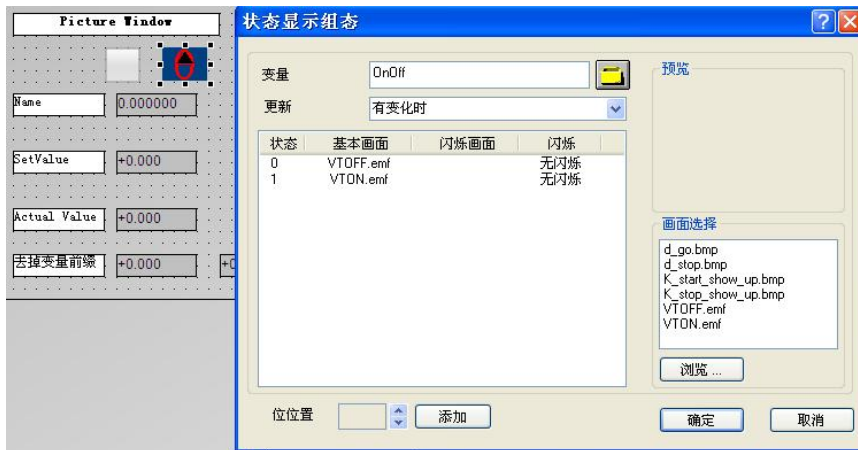 Picture Window
Name 0.000000
SetValue +0.000
Actual Value +0.000
去掉变量前缀 +0.000
状态显示组态
变量 OnOff
更新 有变化时
状态 基本画面 闪烁画面 闪烁
0 VTOFF.emf 无闪烁
1 VTON.emf 无闪烁
位位置 添加
预览
画面选择
d_go.bmp
d_stop.bmp
K_start_show_up.bmp
K_stop_show_up.bmp
VTOFF.emf
VTON.emf
浏览 ...
确定 取消